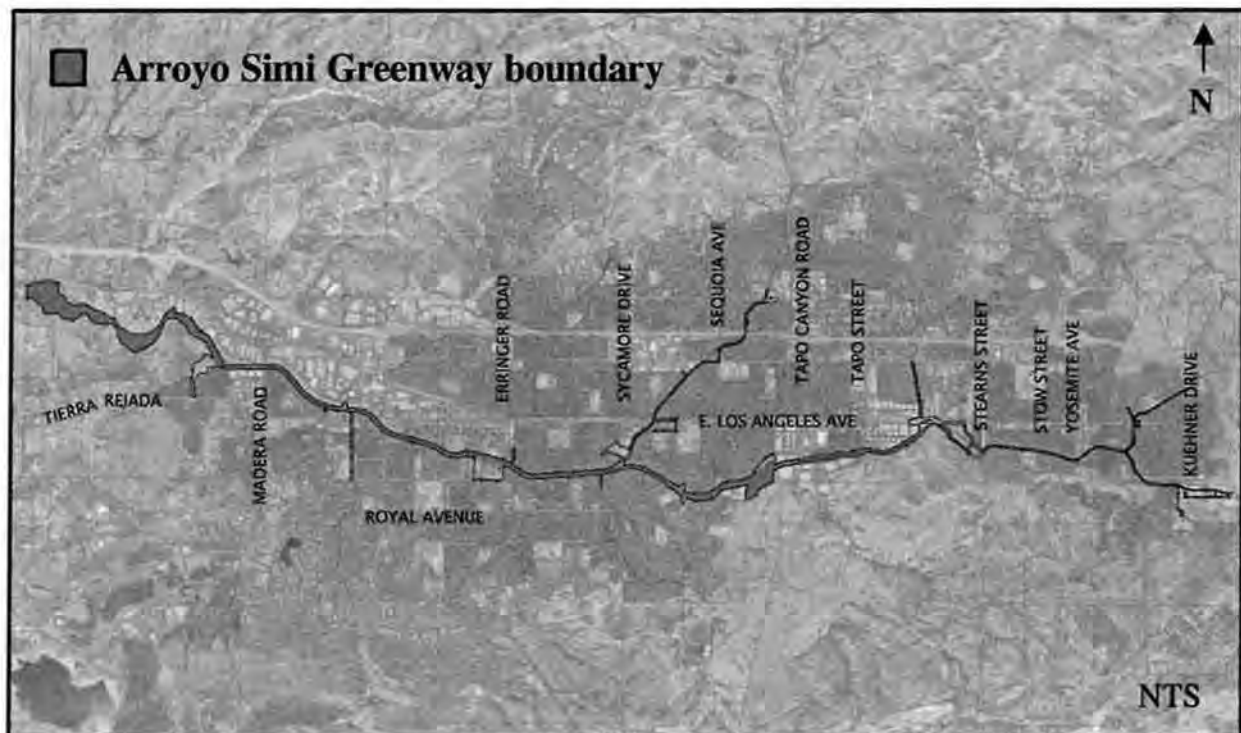 Arroyo Simi Greenway boundary
N
TIERRA REJADA
MADERA ROAD
ERRINGER ROAD
ROYAL AVENUE
SYCAMORE DRIVE
SEQUOIA AVE
E. LOS ANGELES AVE
TAPO CANYON ROAD
TAPO STREET
STEARNS STREET
STOW STREET
YOSEMITE AVE
KUEHNER DRIVE
NTS